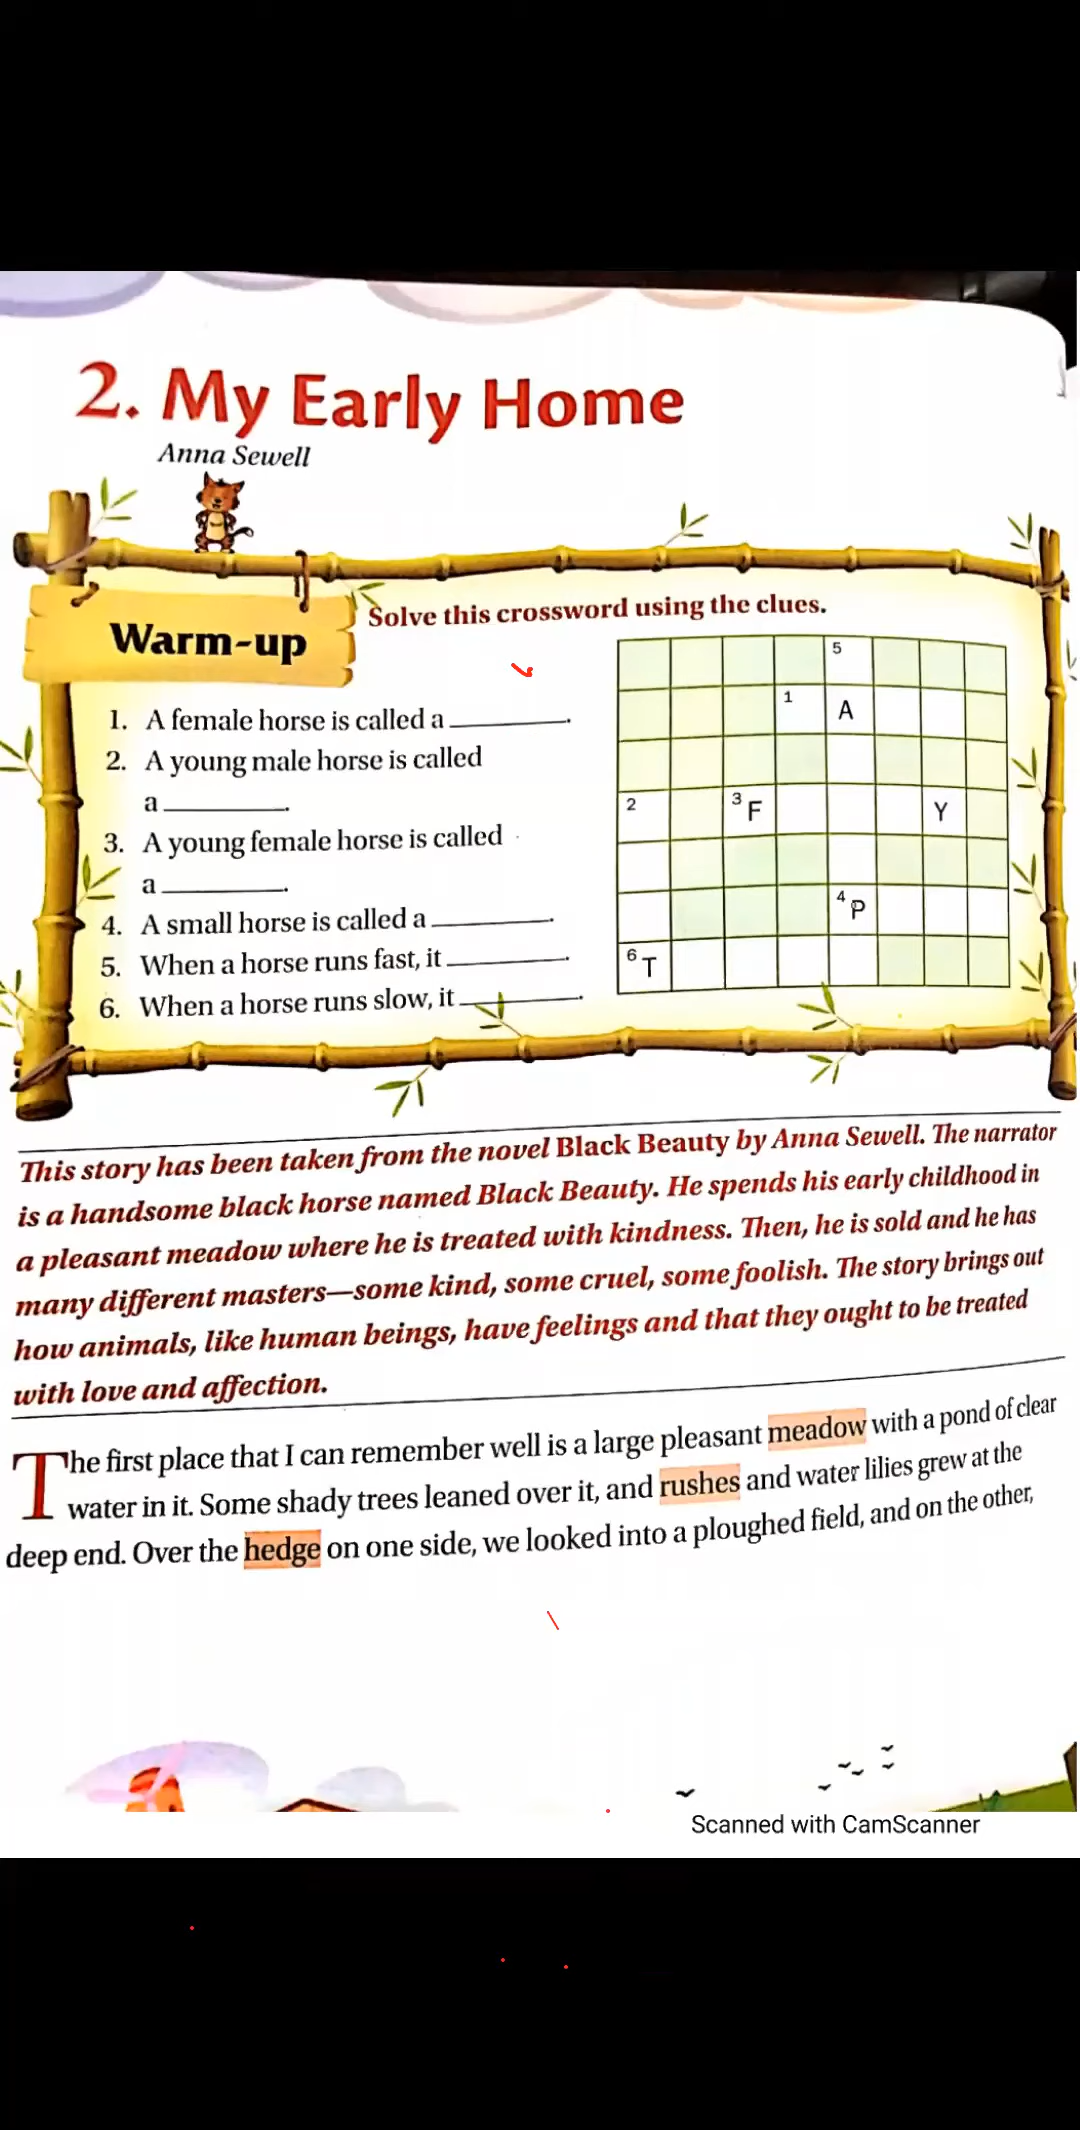 2. My Early Home
Anna Sewell
Warm-up
Solve this crossword using the clues.
1. A female horse is called a ________.
2. A young male horse is called
a ________.
3. A young female horse is called
a ________.
4. A small horse is called a ________.
5. When a horse runs fast, it ________.
6. When a horse runs slow, it ________.
5
1 A
2 3 F Y
4 P
6 T
This story has been taken from the novel Black Beauty by Anna Sewell. The narrator
is a handsome black horse named Black Beauty. He spends his early childhood in
a pleasant meadow where he is treated with kindness. Then, he is sold and he has
many different masters—some kind, some cruel, some foolish. The story brings out
how animals, like human beings, have feelings and that they ought to be treated
with love and affection.
The first place that I can remember well is a large pleasant meadow with a pond of clear
water in it. Some shady trees leaned over it, and rushes and water lilies grew at the
deep end. Over the hedge on one side, we looked into a ploughed field, and on the other,
Scanned with CamScanner